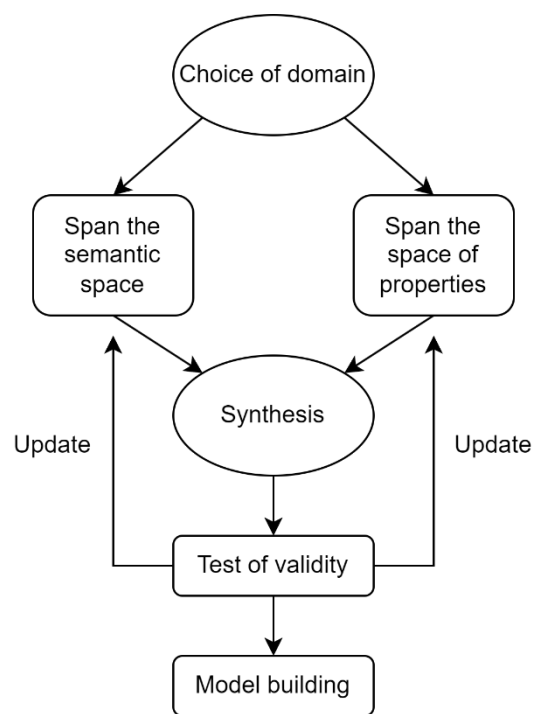 Choice of domain
Span the
semantic
space
Span the
space of
properties
Synthesis
Update
Update
Test of validity
Model building